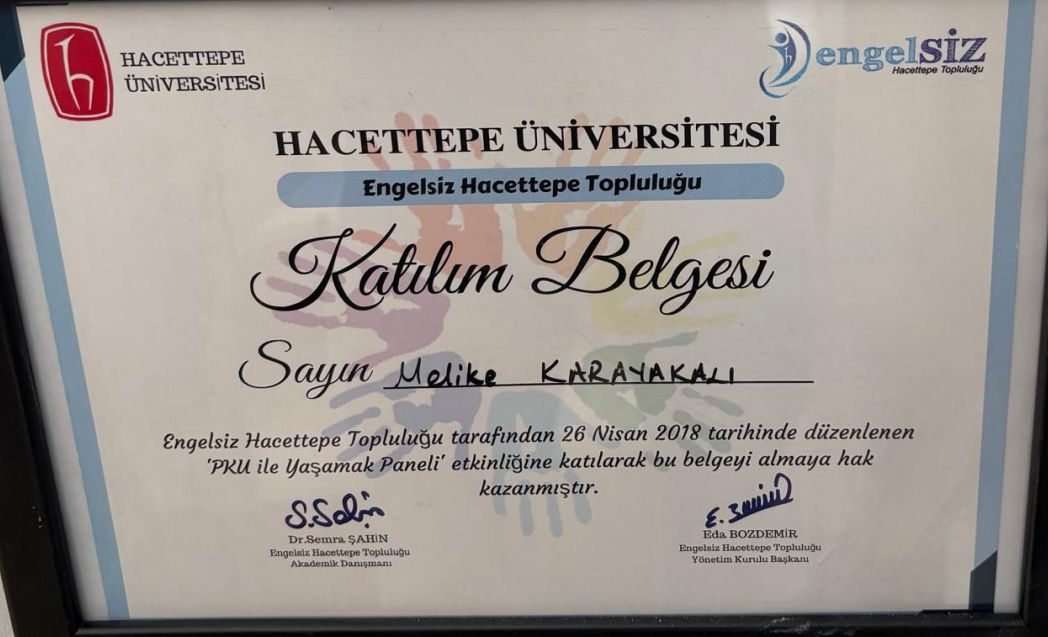 HACETTEPE
ÜNİVERSİTESİ
engelSİZ
Hacettepe Topluluğu
HACETTEPE ÜNİVERSİTESİ
Engelsiz Hacettepe Topluluğu
Katılım Belgesi
Sayın Melike KARAYAKALI
Engelsiz Hacettepe Topluluğu tarafından 26 Nisan 2018 tarihinde düzenlenen
'PKU ile Yaşamak Paneli' etkinliğine katılarak bu belgeyi almaya hak
kazanmıştır.
S.Şahin
Dr.Semra ŞAHİN
Engelsiz Hacettepe Topluluğu
Akademik Danışmanı
Eda BOZDEMİR
Engelsiz Hacettepe Topluluğu
Yönetim Kurulu Başkanı